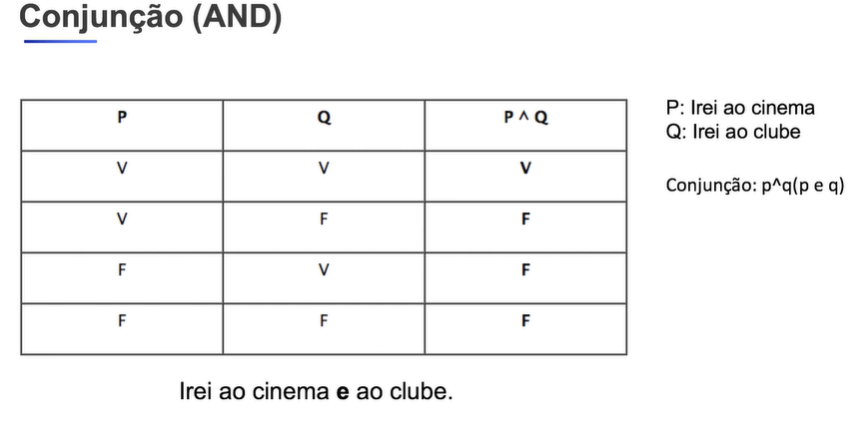 Conjunção (AND)
P Q P ^ Q
V V V
V F F
F V F
F F F
P: Irei ao cinema
Q: Irei ao clube
Conjunção: p^q(p e q)
Irei ao cinema e ao clube.